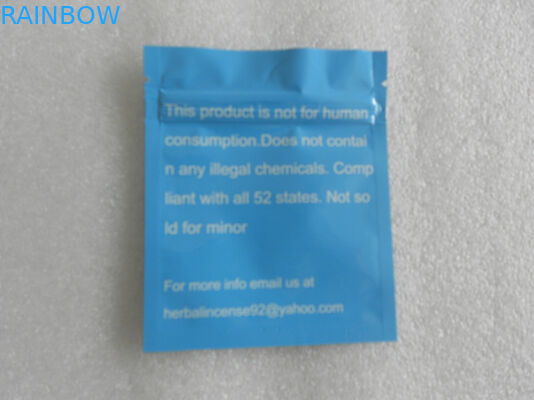 RAINBOW
This product is not for human
consumption.Does not contai
n any illegal chemicals. Comp
liant with all 52 states. Not so
ld for minor
For more info email us at
herbalincense92@yahoo.com